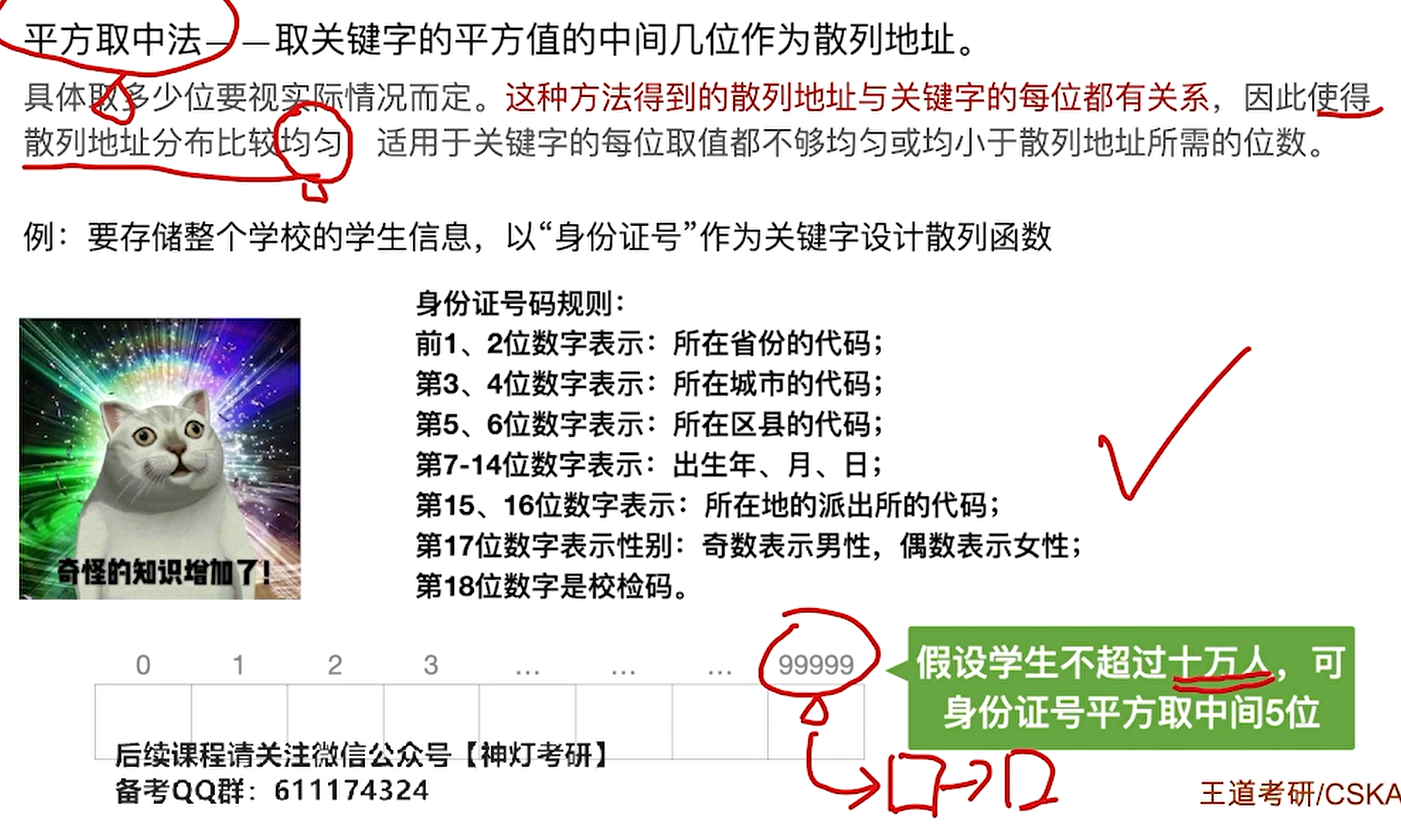 平方取中法——取关键字的平方值的中间几位作为散列地址。
具体取多少位要视实际情况而定。这种方法得到的散列地址与关键字的每位都有关系，因此使得
散列地址分布比较均匀 适用于关键字的每位取值都不够均匀或均小于散列地址所需的位数。
例：要存储整个学校的学生信息，以“身份证号”作为关键字设计散列函数
身份证号码规则：
前1、2位数字表示：所在省份的代码；
第3、4位数字表示：所在城市的代码；
第5、6位数字表示：所在区县的代码；
第7-14位数字表示：出生年、月、日；
第15、16位数字表示：所在地的派出所的代码；
第17位数字表示性别：奇数表示男性，偶数表示女性；
第18位数字是校检码。
奇怪的知识增加了！
0 1 2 3 … … … 99999
假设学生不超过十万人，可
身份证号平方取中间5位
后续课程请关注微信公众号【神灯考研】
备考QQ群：611174324
王道考研/CSKA